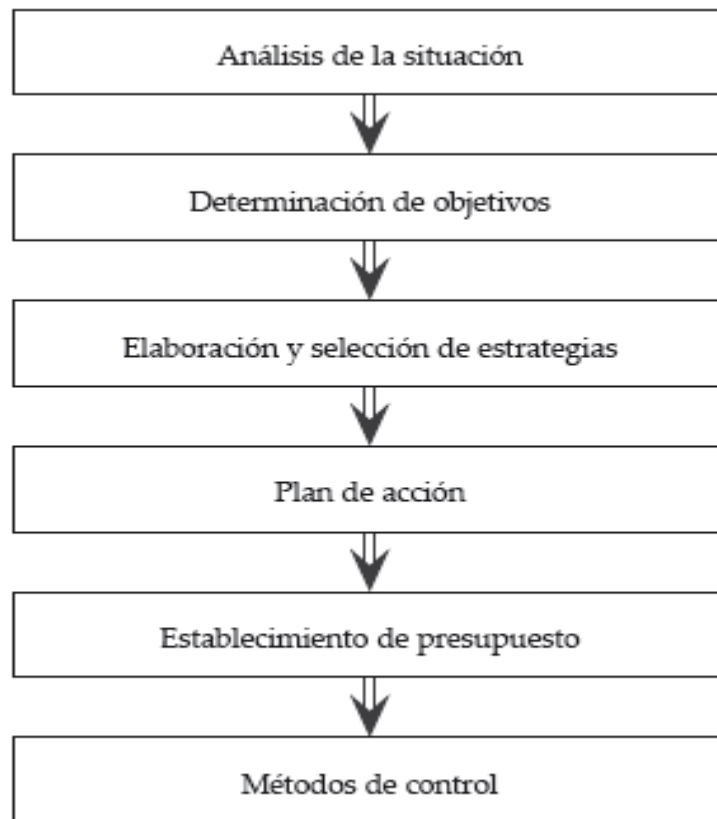 Análisis de la situación
Determinación de objetivos
Elaboración y selección de estrategias
Plan de acción
Establecimiento de presupuesto
Métodos de control